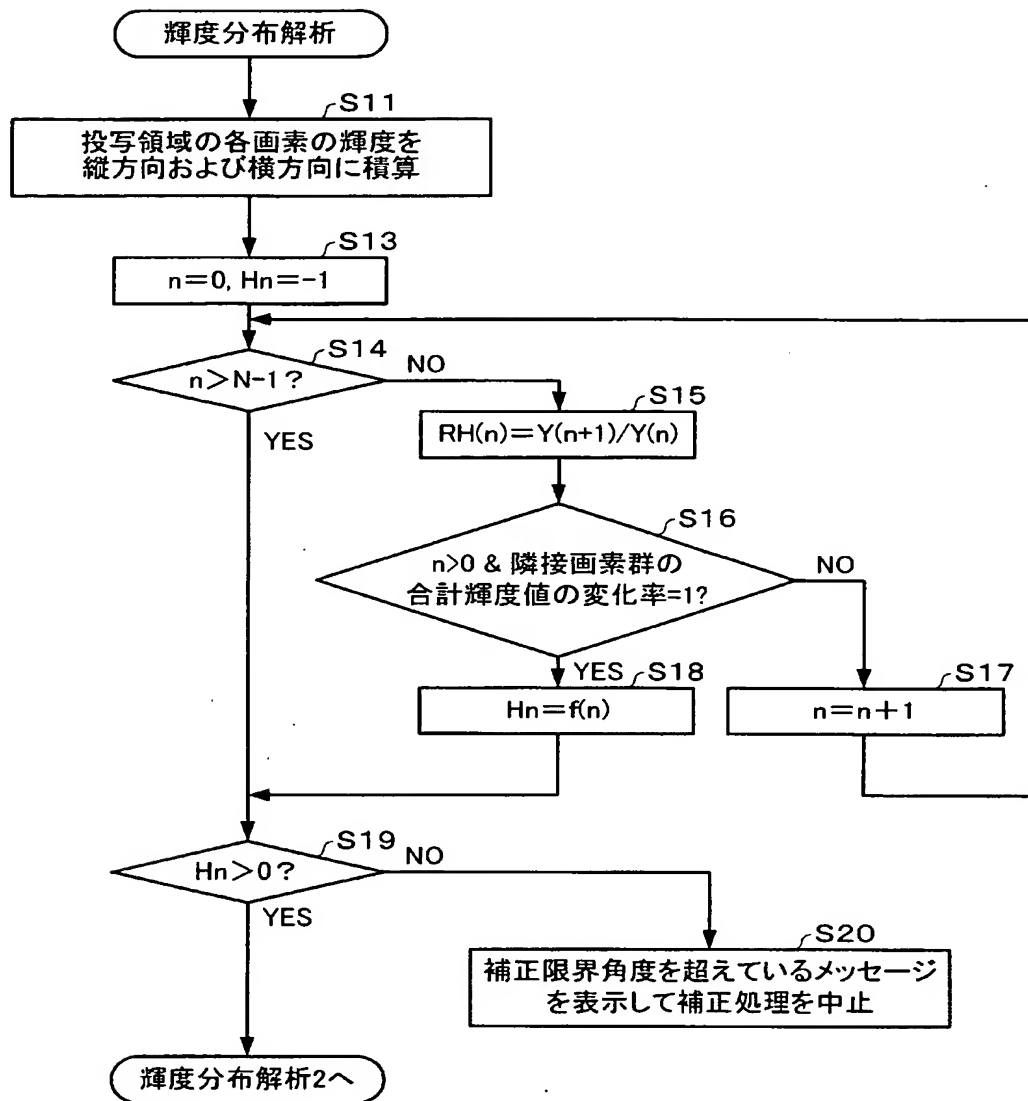 輝度分布解析
S11
投写領域の各画素の輝度を
縦方向および横方向に積算
S13
n=0, Hn=-1
S14
n>N-1?
NO
YES
S15
RH(n)=Y(n+1)/Y(n)
S16
n>0 & 隣接画素群の
合計輝度値の変化率=1?
NO
YES
S18
Hn=f(n)
S17
n=n+1
S19
Hn>0?
NO
YES
S20
補正限界角度を超えているメッセージ
を表示して補正処理を中止
輝度分布解析2へ